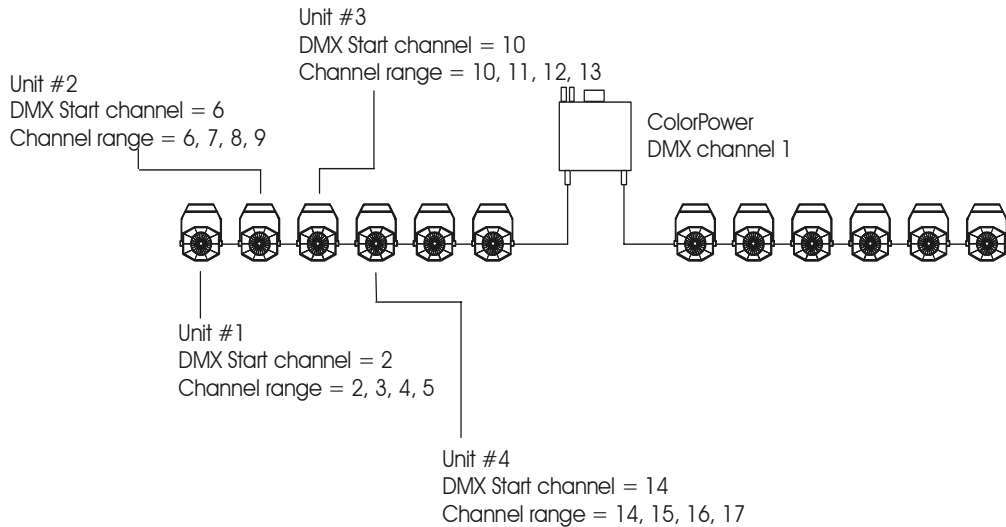 Unit #3
DMX Start channel = 10
Channel range = 10, 11, 12, 13
Unit #2
DMX Start channel = 6
Channel range = 6, 7, 8, 9
ColorPower
DMX channel 1
Unit #1
DMX Start channel = 2
Channel range = 2, 3, 4, 5
Unit #4
DMX Start channel = 14
Channel range = 14, 15, 16, 17